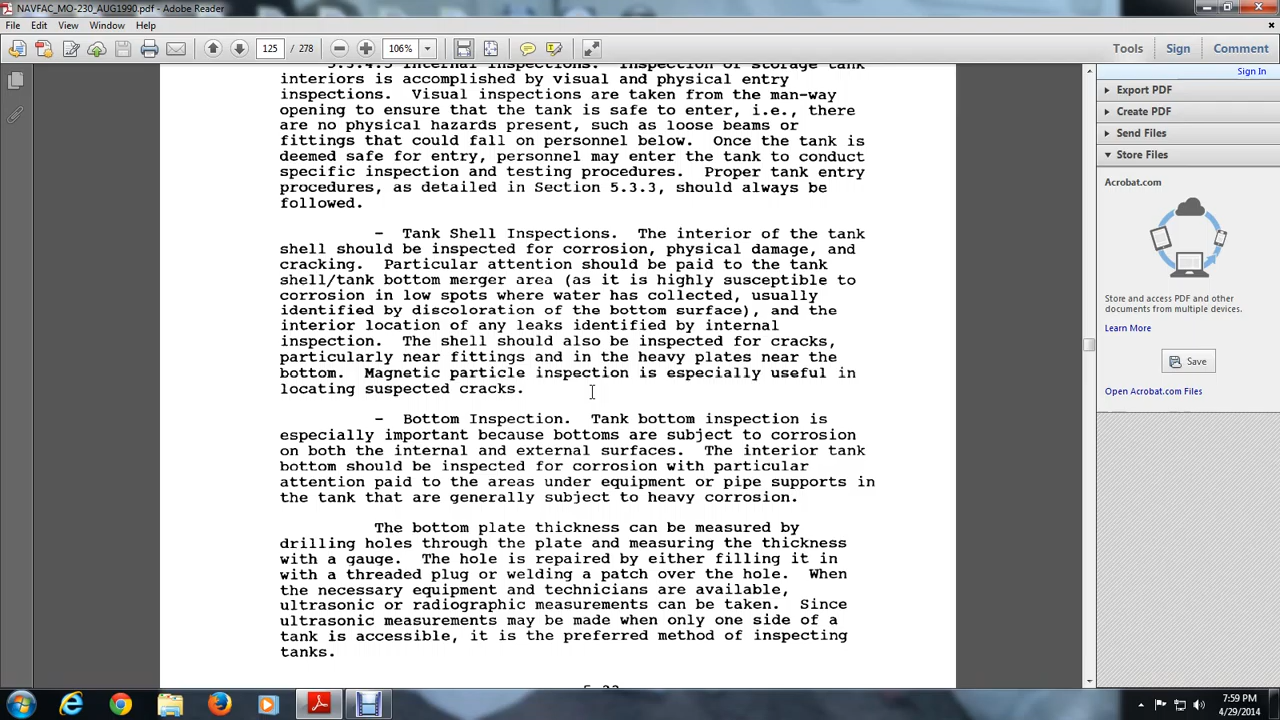 NAVFAC_MO-230_AUG1990.pdf - Adobe Reader
File Edit View Window Help
125 / 278 106% Tools Sign Comment
Sign In
Export PDF
Create PDF
Send Files
Store Files
Acrobat.com
Store and access PDF and other
documents from multiple devices.
Learn More
Save
Open Acrobat.com Files
5.3.4.3 Internal Inspections. Inspection of storage tank
interiors is accomplished by visual and physical entry
inspections. Visual inspections are taken from the man-way
opening to ensure that the tank is safe to enter, i.e., there
are no physical hazards present, such as loose beams or
fittings that could fall on personnel below. Once the tank is
deemed safe for entry, personnel may enter the tank to conduct
specific inspection and testing procedures. Proper tank entry
procedures, as detailed in Section 5.3.3, should always be
followed.
- Tank Shell Inspections. The interior of the tank
shell should be inspected for corrosion, physical damage, and
cracking. Particular attention should be paid to the tank
shell/tank bottom merger area (as it is highly susceptible to
corrosion in low spots where water has collected, usually
identified by discoloration of the bottom surface), and the
interior location of any leaks identified by internal
inspection. The shell should also be inspected for cracks,
particularly near fittings and in the heavy plates near the
bottom. Magnetic particle inspection is especially useful in
locating suspected cracks.
- Bottom Inspection. Tank bottom inspection is
especially important because bottoms are subject to corrosion
on both the internal and external surfaces. The interior tank
bottom should be inspected for corrosion with particular
attention paid to the areas under equipment or pipe supports in
the tank that are generally subject to heavy corrosion.
The bottom plate thickness can be measured by
drilling holes through the plate and measuring the thickness
with a gauge. The hole is repaired by either filling it in
with a threaded plug or welding a patch over the hole. When
the necessary equipment and technicians are available,
ultrasonic or radiographic measurements can be taken. Since
ultrasonic measurements may be made when only one side of a
tank is accessible, it is the preferred method of inspecting
tanks.
7:59 PM
4/29/2014